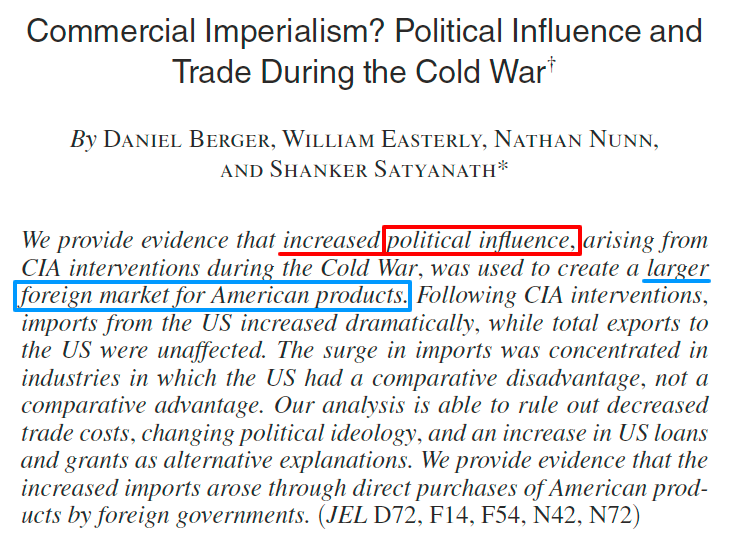 Commercial Imperialism? Political Influence and
Trade During the Cold War†
By Daniel Berger, William Easterly, Nathan Nunn,
and Shanker Satyanath*
We provide evidence that increased political influence, arising from
CIA interventions during the Cold War, was used to create a larger
foreign market for American products. Following CIA interventions,
imports from the US increased dramatically, while total exports to
the US were unaffected. The surge in imports was concentrated in
industries in which the US had a comparative disadvantage, not a
comparative advantage. Our analysis is able to rule out decreased
trade costs, changing political ideology, and an increase in US loans
and grants as alternative explanations. We provide evidence that the
increased imports arose through direct purchases of American prod-
ucts by foreign governments. (JEL D72, F14, F54, N42, N72)